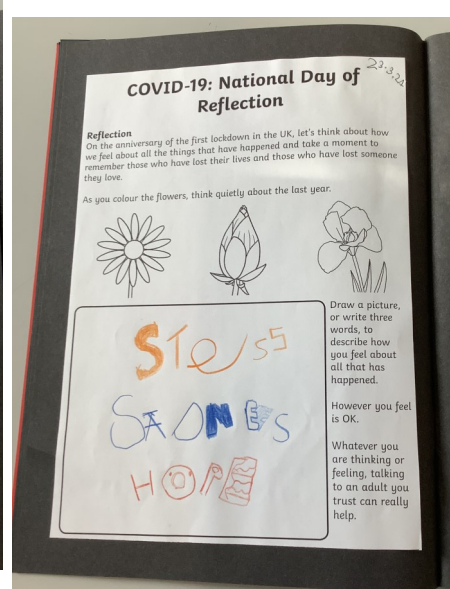 23.3.21
COVID-19: National Day of
Reflection
Reflection
On the anniversary of the first lockdown in the UK, let's think about how
we feel about all the things that have happened and take a moment to
remember those who have lost their lives and those who have lost someone
they love.
As you colour the flowers, think quietly about the last year.
Stess
SADNES
HOPE
Draw a picture,
or write three
words, to
describe how
you feel about
all that has
happened.
However you feel
is OK.
Whatever you
are thinking or
feeling, talking
to an adult you
trust can really
help.